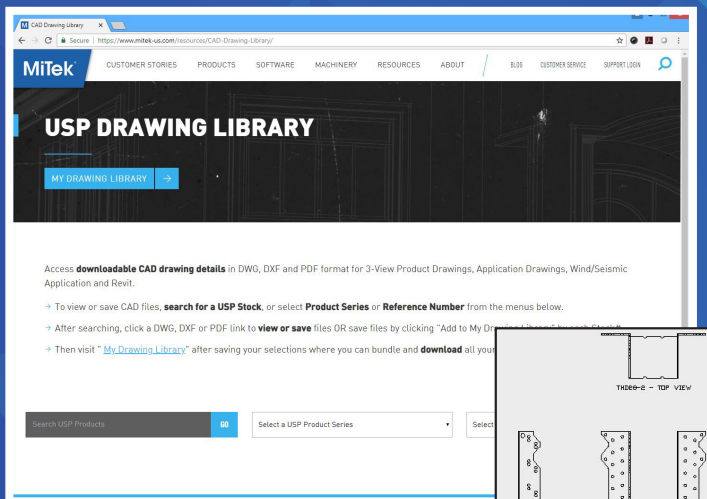 CAD Drawing Library
Secure | https://www.mitek-us.com/resources/CAD-Drawing-Library/
MiTek
CUSTOMER STORIES PRODUCTS SOFTWARE MACHINERY RESOURCES ABOUT BLOG CUSTOMER SERVICE SUPPORT LOGIN
USP DRAWING LIBRARY
MY DRAWING LIBRARY →
Access downloadable CAD drawing details in DWG, DXF and PDF format for 3-View Product Drawings, Application Drawings, Wind/Seismic
Application and Revit.
→ To view or save CAD files, search for a USP Stock, or select Product Series or Reference Number from the menus below.
→ After searching, click a DWG, DXF or PDF link to view or save files OR save files by clicking "Add to My Drawing Library" by each Stock#
→ Then visit " My Drawing Library" after saving your selections where you can bundle and download all your
THD28-2 - TOP VIEW
Search USP Products GO Select a USP Product Series Select